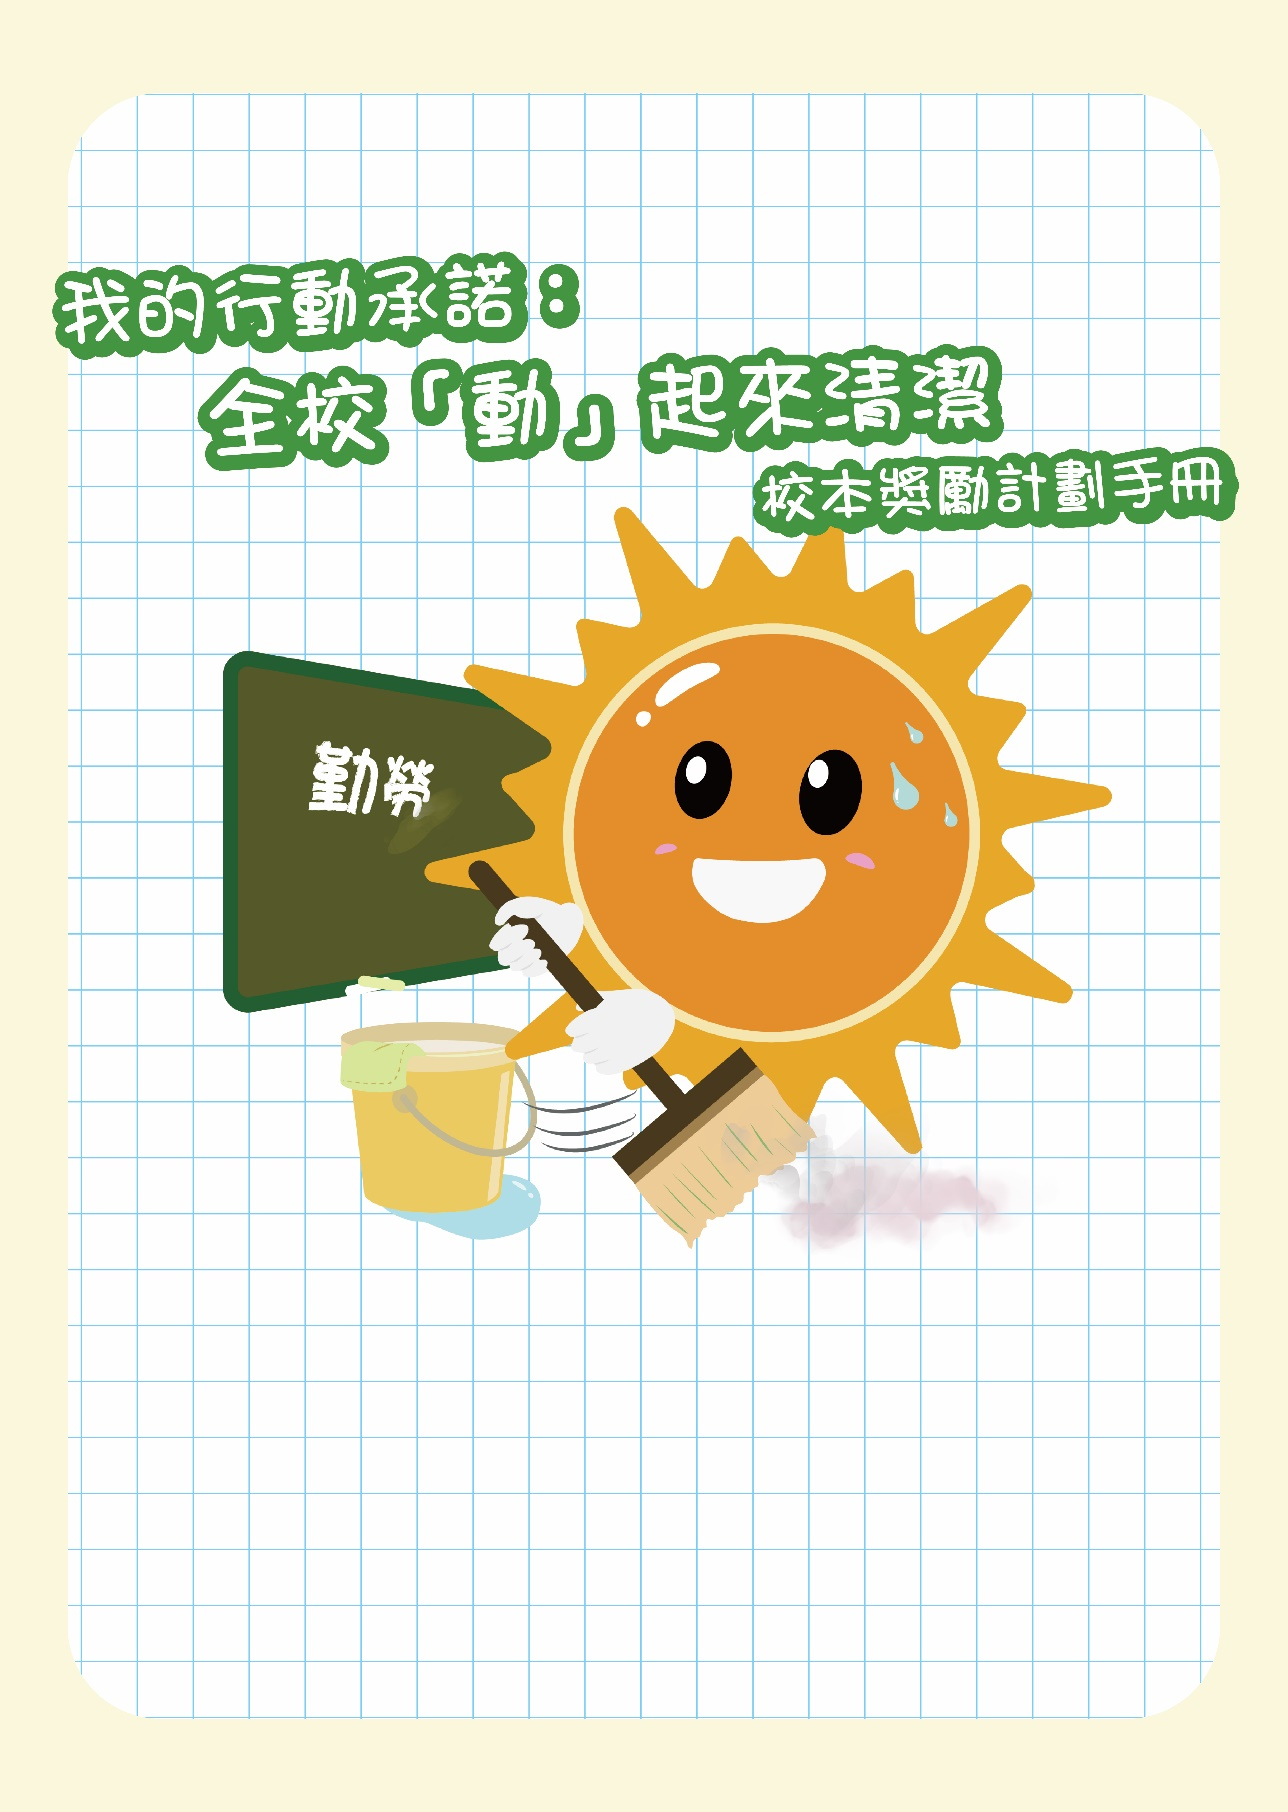 我的行動承諾：
全校「動」起來清潔
校本獎勵計劃手冊
勤勞